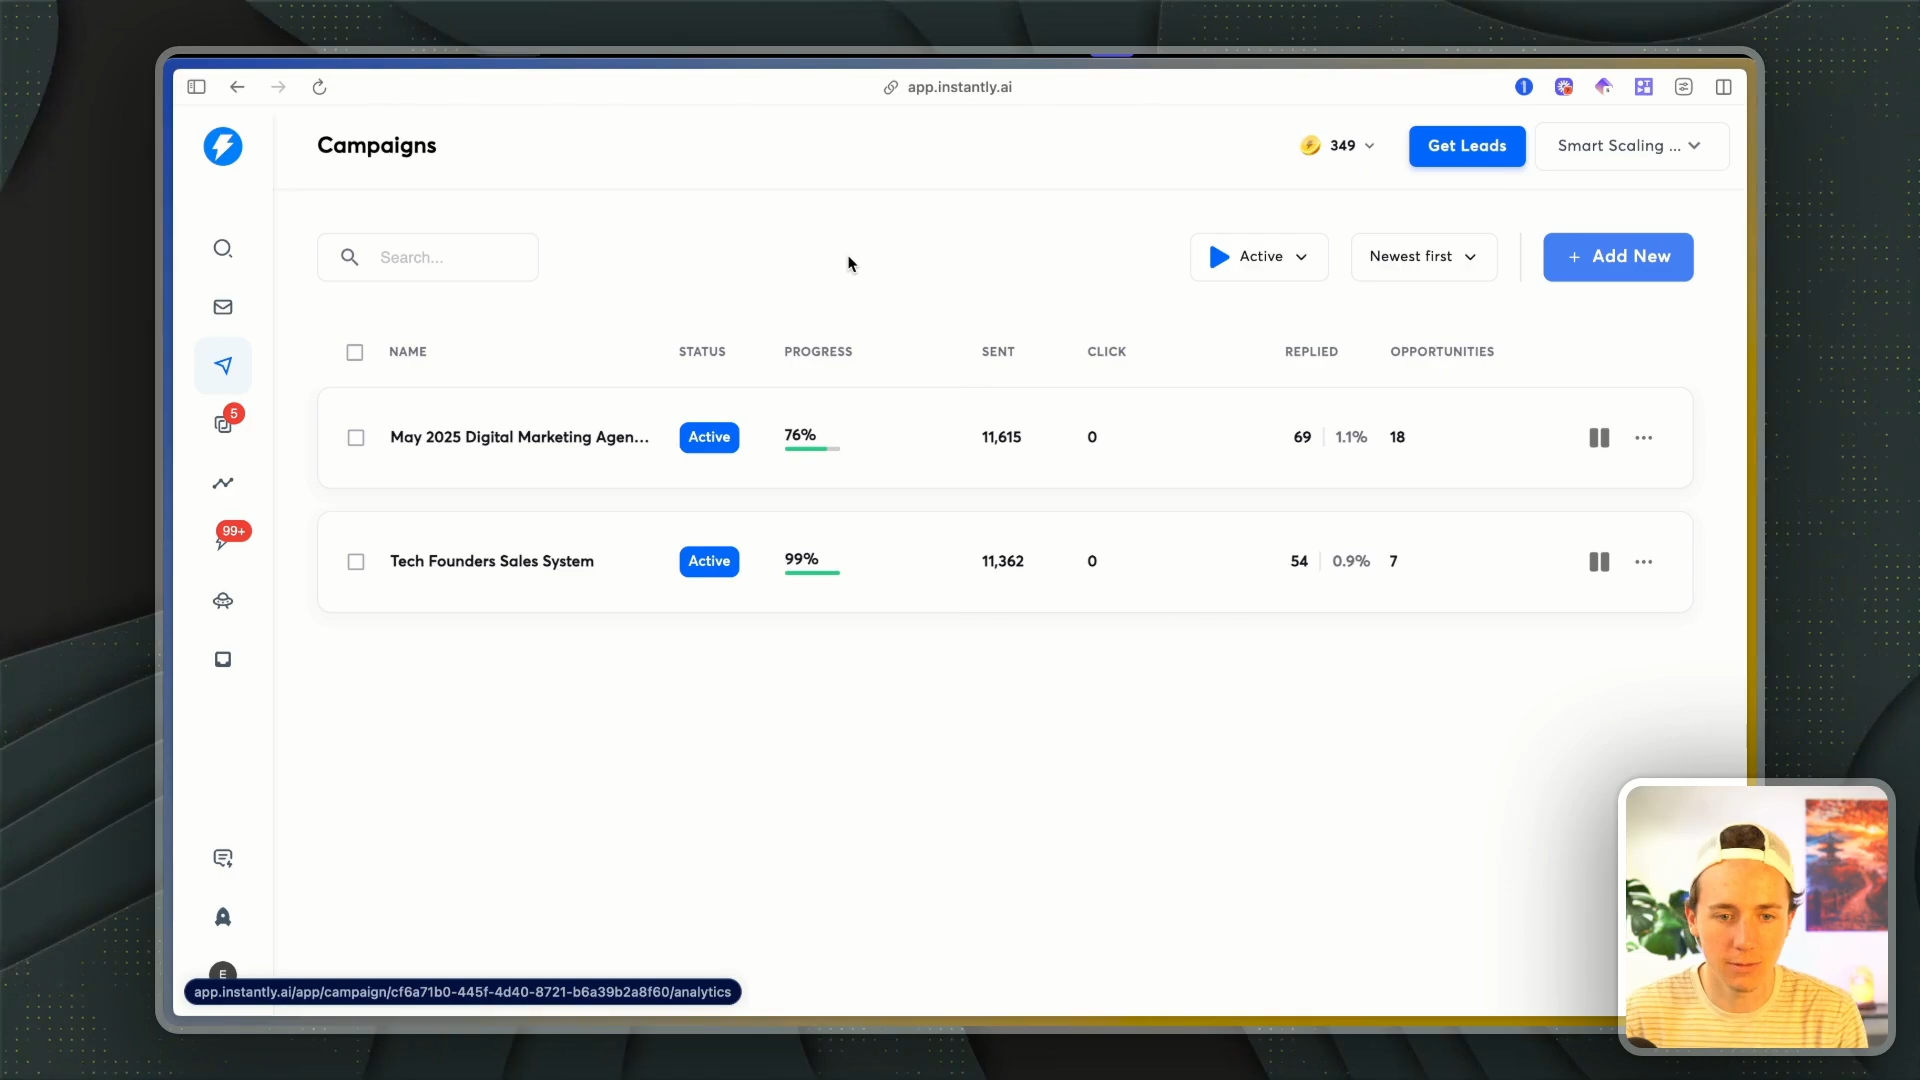 app.instantly.ai
Campaigns
349
Get Leads
Smart Scaling ...
Search...
Active
Newest first
+ Add New
NAME STATUS PROGRESS SENT CLICK REPLIED OPPORTUNITIES
May 2025 Digital Marketing Agen... Active 76% 11,615 0 69 1.1% 18
5
99+
Tech Founders Sales System Active 99% 11,362 0 54 0.9% 7
E
app.instantly.ai/app/campaign/cf6a71b0-445f-4d40-8721-b6a39b2a8f60/analytics